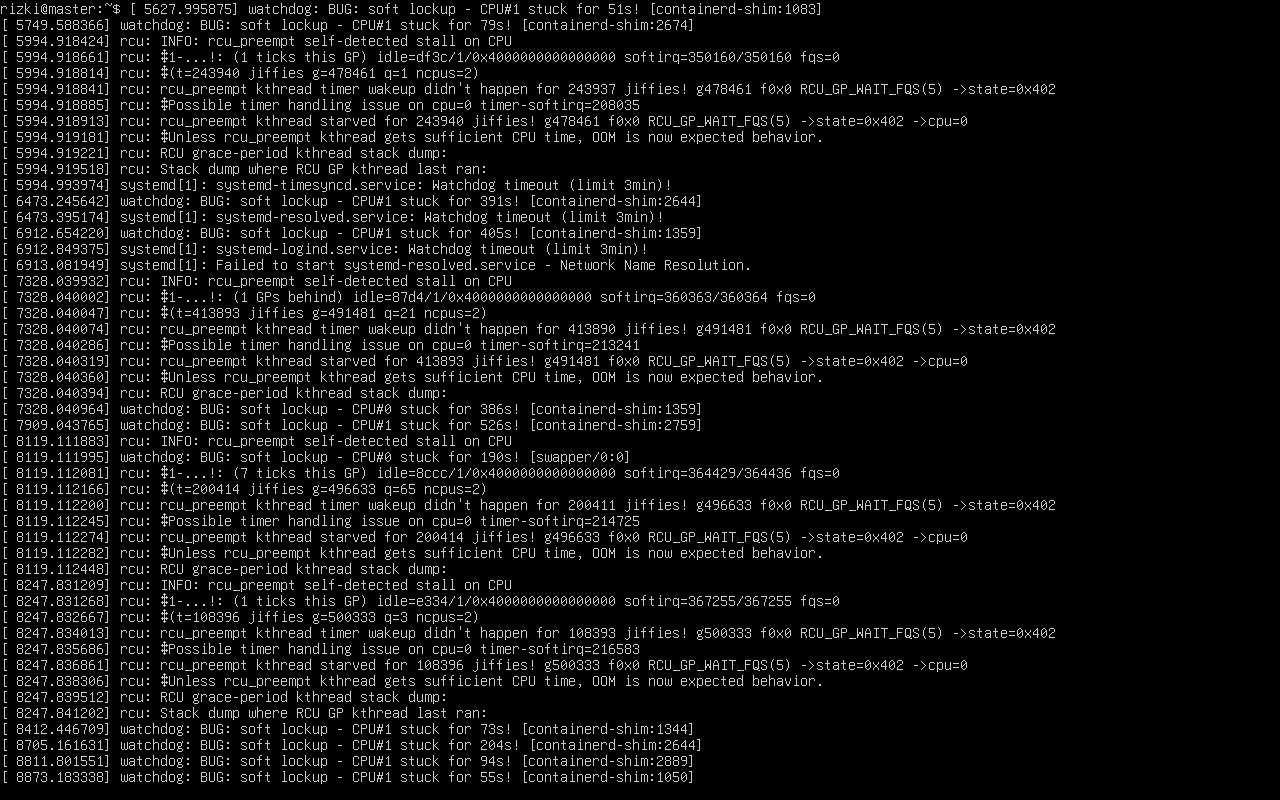 rizki@master:~$ [ 5627.995875] watchdog: BUG: soft lockup - CPU#1 stuck for 51s! [containerd-shim:1083]
[ 5749.588366] watchdog: BUG: soft lockup - CPU#1 stuck for 79s! [containerd-shim:2674]
[ 5994.918424] rcu: INFO: rcu_preempt self-detected stall on CPU
[ 5994.918661] rcu: ‡1-...!: (1 ticks this GP) idle=df3c/1/0x4000000000000000 softirq=350160/350160 fqs=0
[ 5994.918814] rcu: ‡(t=243940 jiffies g=478461 q=1 ncpus=2)
[ 5994.918841] rcu: rcu_preempt kthread timer wakeup didn't happen for 243937 jiffies! g478461 f0x0 RCU_GP_WAIT_FQS(5) ->state=0x402
[ 5994.918885] rcu: ‡Possible timer handling issue on cpu=0 timer-softirq=208035
[ 5994.918913] rcu: rcu_preempt kthread starved for 243940 jiffies! g478461 f0x0 RCU_GP_WAIT_FQS(5) ->state=0x402 ->cpu=0
[ 5994.919181] rcu: ‡Unless rcu_preempt kthread gets sufficient CPU time, OOM is now expected behavior.
[ 5994.919221] rcu: RCU grace-period kthread stack dump:
[ 5994.919518] rcu: Stack dump where RCU GP kthread last ran:
[ 5994.993974] systemd[1]: systemd-timesyncd.service: Watchdog timeout (limit 3min)!
[ 6473.245642] watchdog: BUG: soft lockup - CPU#1 stuck for 391s! [containerd-shim:2644]
[ 6473.395174] systemd[1]: systemd-resolved.service: Watchdog timeout (limit 3min)!
[ 6912.654220] watchdog: BUG: soft lockup - CPU#1 stuck for 405s! [containerd-shim:1359]
[ 6912.849375] systemd[1]: systemd-logind.service: Watchdog timeout (limit 3min)!
[ 6913.081949] systemd[1]: Failed to start systemd-resolved.service - Network Name Resolution.
[ 7328.039932] rcu: INFO: rcu_preempt self-detected stall on CPU
[ 7328.040002] rcu: ‡1-...!: (1 GPs behind) idle=87d4/1/0x4000000000000000 softirq=360363/360364 fqs=0
[ 7328.040047] rcu: ‡(t=413893 jiffies g=491481 q=21 ncpus=2)
[ 7328.040074] rcu: rcu_preempt kthread timer wakeup didn't happen for 413890 jiffies! g491481 f0x0 RCU_GP_WAIT_FQS(5) ->state=0x402
[ 7328.040286] rcu: ‡Possible timer handling issue on cpu=0 timer-softirq=213241
[ 7328.040319] rcu: rcu_preempt kthread starved for 413893 jiffies! g491481 f0x0 RCU_GP_WAIT_FQS(5) ->state=0x402 ->cpu=0
[ 7328.040360] rcu: ‡Unless rcu_preempt kthread gets sufficient CPU time, OOM is now expected behavior.
[ 7328.040394] rcu: RCU grace-period kthread stack dump:
[ 7328.040964] watchdog: BUG: soft lockup - CPU#0 stuck for 386s! [containerd-shim:1359]
[ 7909.043765] watchdog: BUG: soft lockup - CPU#1 stuck for 526s! [containerd-shim:2759]
[ 8119.111883] rcu: INFO: rcu_preempt self-detected stall on CPU
[ 8119.111995] watchdog: BUG: soft lockup - CPU#0 stuck for 190s! [swapper/0:0]
[ 8119.112081] rcu: ‡1-...!: (7 ticks this GP) idle=8ccc/1/0x4000000000000000 softirq=364429/364436 fqs=0
[ 8119.112166] rcu: ‡(t=200414 jiffies g=496633 q=65 ncpus=2)
[ 8119.112200] rcu: rcu_preempt kthread timer wakeup didn't happen for 200411 jiffies! g496633 f0x0 RCU_GP_WAIT_FQS(5) ->state=0x402
[ 8119.112245] rcu: ‡Possible timer handling issue on cpu=0 timer-softirq=214725
[ 8119.112274] rcu: rcu_preempt kthread starved for 200414 jiffies! g496633 f0x0 RCU_GP_WAIT_FQS(5) ->state=0x402 ->cpu=0
[ 8119.112282] rcu: ‡Unless rcu_preempt kthread gets sufficient CPU time, OOM is now expected behavior.
[ 8119.112448] rcu: RCU grace-period kthread stack dump:
[ 8247.831209] rcu: INFO: rcu_preempt self-detected stall on CPU
[ 8247.831268] rcu: ‡1-...!: (1 ticks this GP) idle=e334/1/0x4000000000000000 softirq=367255/367255 fqs=0
[ 8247.832667] rcu: ‡(t=108396 jiffies g=500333 q=3 ncpus=2)
[ 8247.834013] rcu: rcu_preempt kthread timer wakeup didn't happen for 108393 jiffies! g500333 f0x0 RCU_GP_WAIT_FQS(5) ->state=0x402
[ 8247.835686] rcu: ‡Possible timer handling issue on cpu=0 timer-softirq=216583
[ 8247.836861] rcu: rcu_preempt kthread starved for 108396 jiffies! g500333 f0x0 RCU_GP_WAIT_FQS(5) ->state=0x402 ->cpu=0
[ 8247.838306] rcu: ‡Unless rcu_preempt kthread gets sufficient CPU time, OOM is now expected behavior.
[ 8247.839512] rcu: RCU grace-period kthread stack dump:
[ 8247.841202] rcu: Stack dump where RCU GP kthread last ran:
[ 8412.446709] watchdog: BUG: soft lockup - CPU#1 stuck for 73s! [containerd-shim:1344]
[ 8705.161631] watchdog: BUG: soft lockup - CPU#1 stuck for 204s! [containerd-shim:2644]
[ 8811.801551] watchdog: BUG: soft lockup - CPU#1 stuck for 94s! [containerd-shim:2889]
[ 8873.183338] watchdog: BUG: soft lockup - CPU#1 stuck for 55s! [containerd-shim:1050]